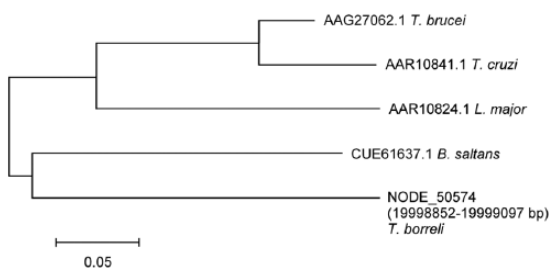 AAG27062.1 T. brucei
AAR10841.1 T. cruzi
AAR10824.1 L. major
CUE61637.1 B. saltans
NODE_50574
(19998852-19999097 bp)
T. borreli
0.05